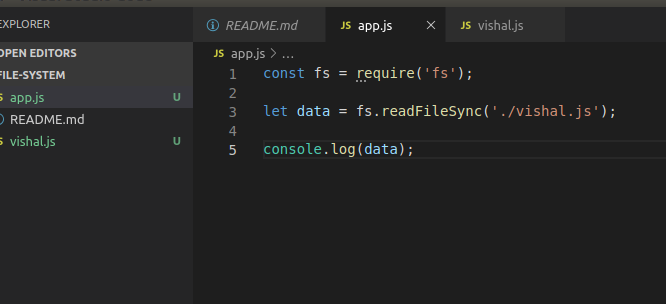 EXPLORER
OPEN EDITORS
FILE-SYSTEM
JS app.js U
README.md
JS vishal.js U
README.md JS app.js × JS vishal.js
JS app.js > ...
1 const fs = require('fs');
2
3 let data = fs.readFileSync('./vishal.js');
4
5 console.log(data);